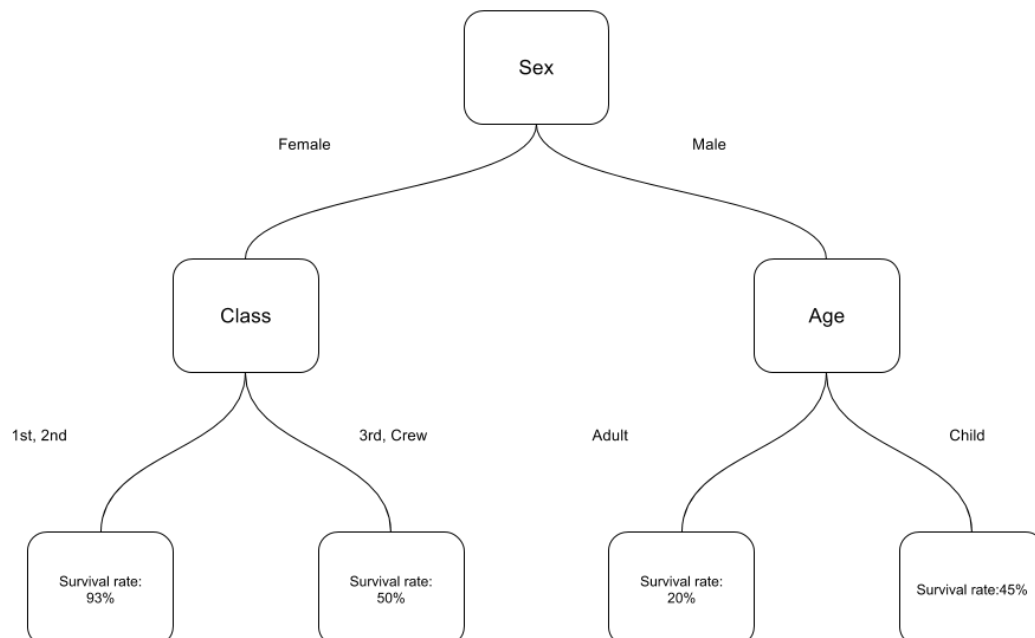 Sex
Female
Male
Class
Age
1st, 2nd
3rd, Crew
Adult
Child
Survival rate:
93%
Survival rate:
50%
Survival rate:
20%
Survival rate:45%